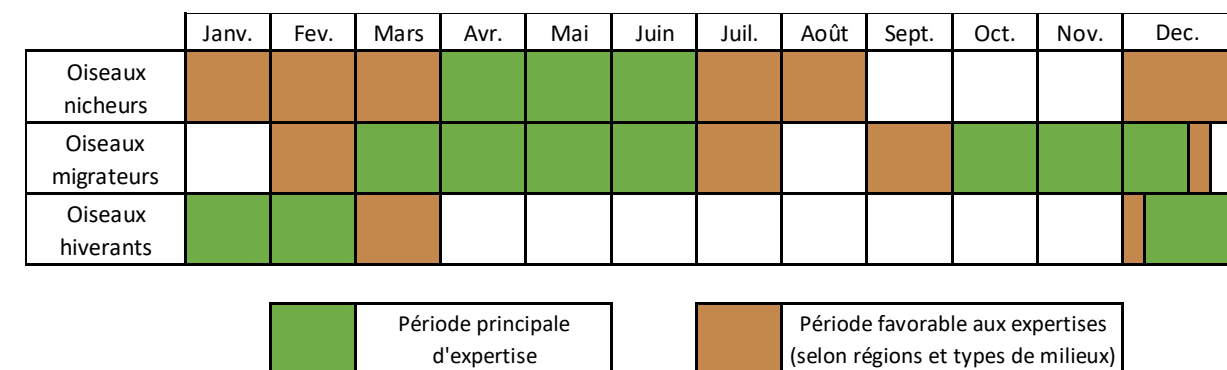 Janv. Fev. Mars Avr. Mai Juin Juil. Août Sept. Oct. Nov. Dec.
Oiseaux
nicheurs
Oiseaux
migrateurs
Oiseaux
hiverants
Période principale
d'expertise
Période favorable aux expertises
(selon régions et types de milieux)